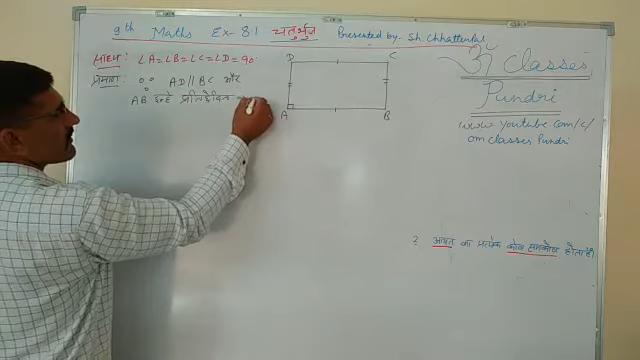 9th Maths Ex- 8.1 चतुर्भुज Presented by- Sh. Chhatterpal
साध्य ∠A = ∠B = ∠C = ∠D = 90°
प्रमाण ∵ AD // BC और
AB इन्हें प्रतिच्छेदित
D C
A B
ॐ Classes
Pundri
www.youtube.com/c/
om classes Pundri
2 आयत का प्रत्येक कोण समकोण होता है।